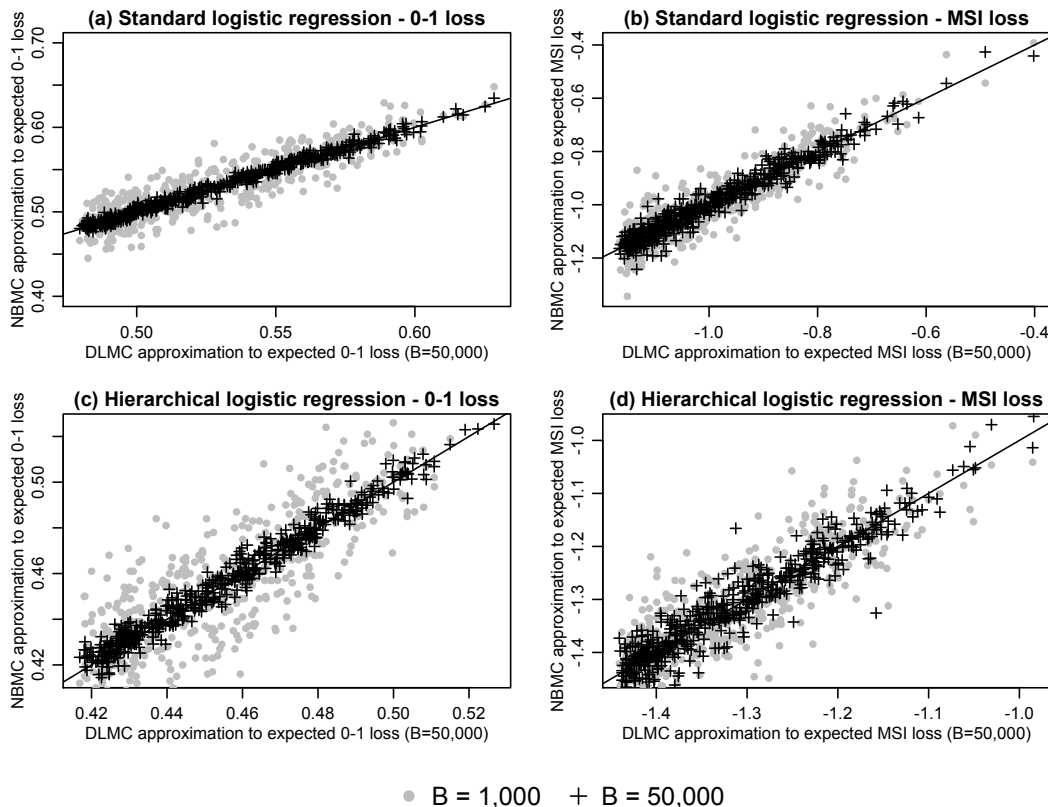 (a) Standard logistic regression - 0-1 loss
NBMC approximation to expected 0-1 loss
0.70
0.60
0.50
0.40
0.50
0.55
0.60
DLMC approximation to expected 0-1 loss (B=50,000)
(b) Standard logistic regression - MSI loss
NBMC approximation to expected MSI loss
-0.4
-0.6
-0.8
-1.0
-1.2
-1.0
-0.8
-0.6
-0.4
DLMC approximation to expected MSI loss (B=50,000)
(c) Hierarchical logistic regression - 0-1 loss
NBMC approximation to expected 0-1 loss
0.50
0.46
0.42
0.42
0.44
0.46
0.48
0.50
0.52
DLMC approximation to expected 0-1 loss (B=50,000)
(d) Hierarchical logistic regression - MSI loss
NBMC approximation to expected MSI loss
-1.0
-1.1
-1.2
-1.3
-1.4
-1.4
-1.3
-1.2
-1.1
-1.0
DLMC approximation to expected MSI loss (B=50,000)
B = 1,000 + B = 50,000